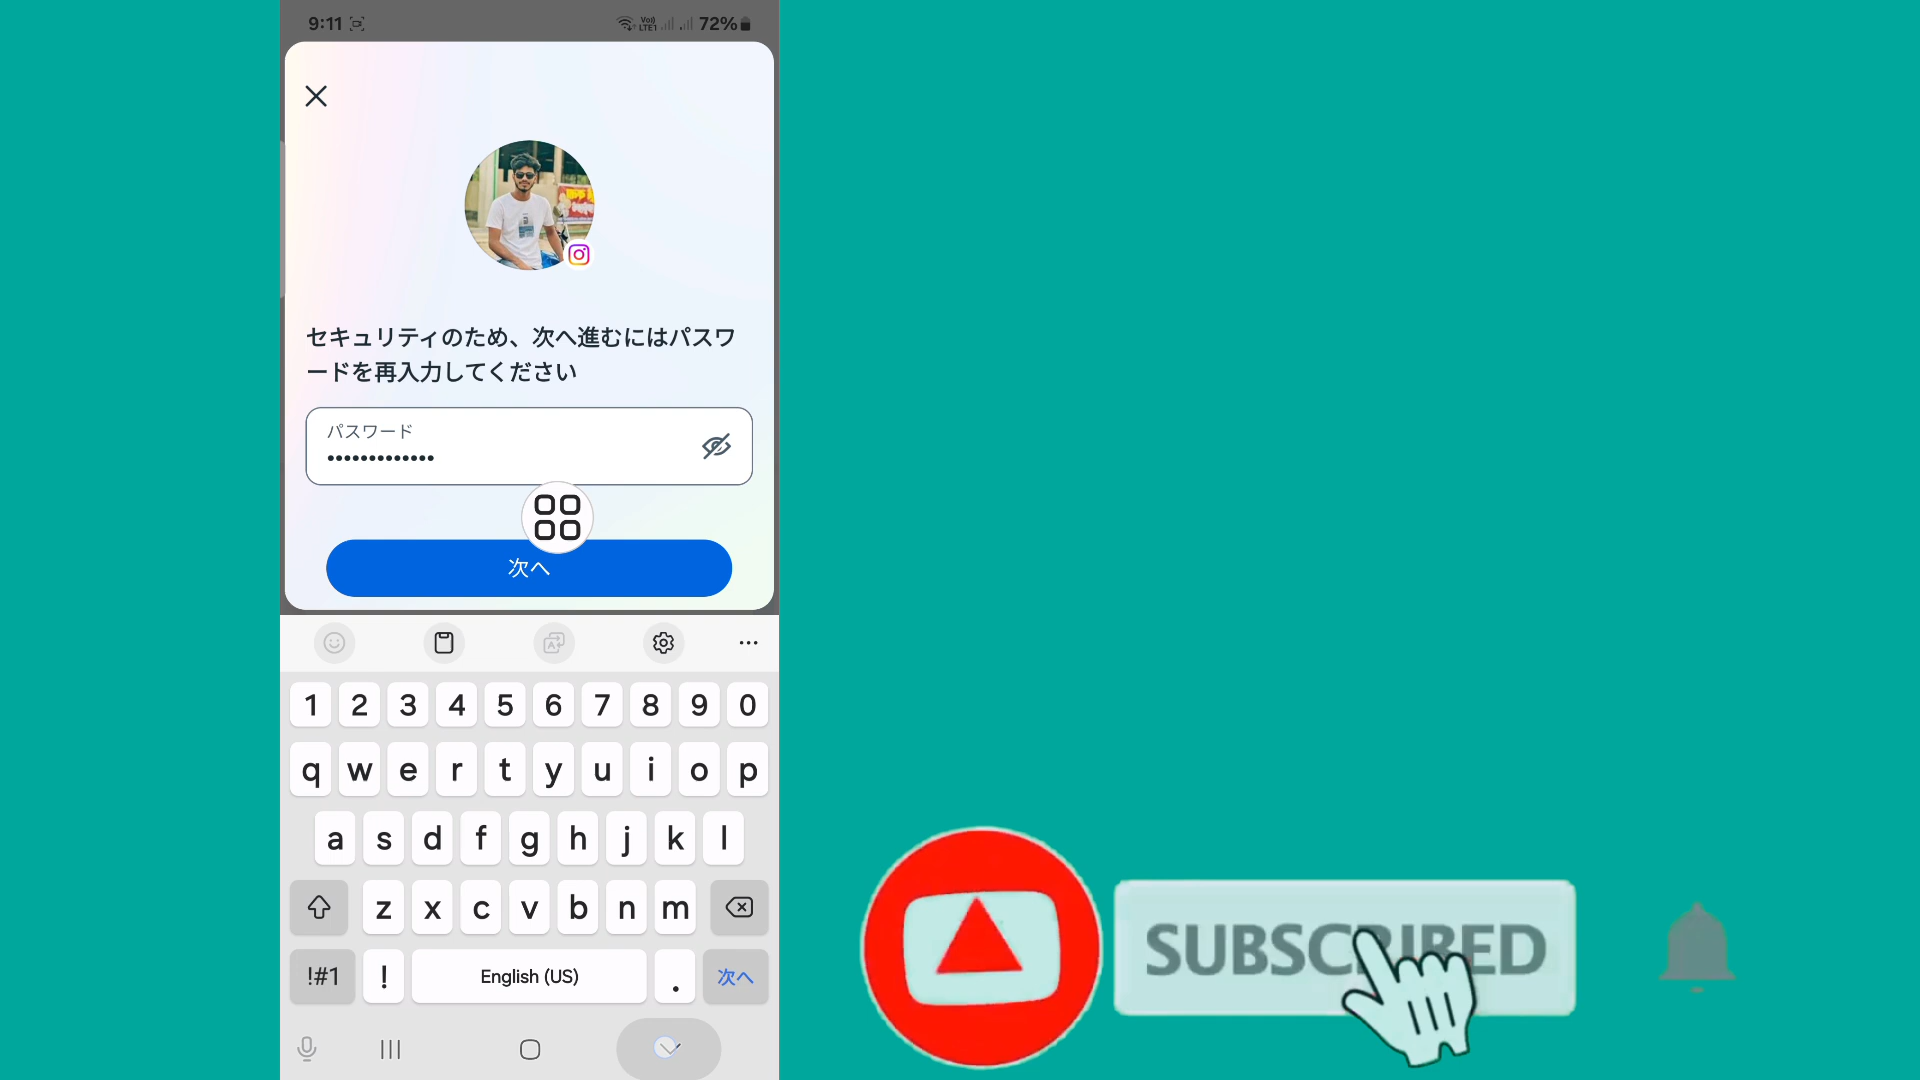 9:11
Vo))
LTE1
72%
セキュリティのため、次へ進むにはパスワ
ードを再入力してください
パスワード
•••••••••••••
次へ
1 2 3 4 5 6 7 8 9 0
q w e r t y u i o p
a s d f g h j k l
z x c v b n m
!#1 ! English (US) . 次へ
SUBSCRIBED